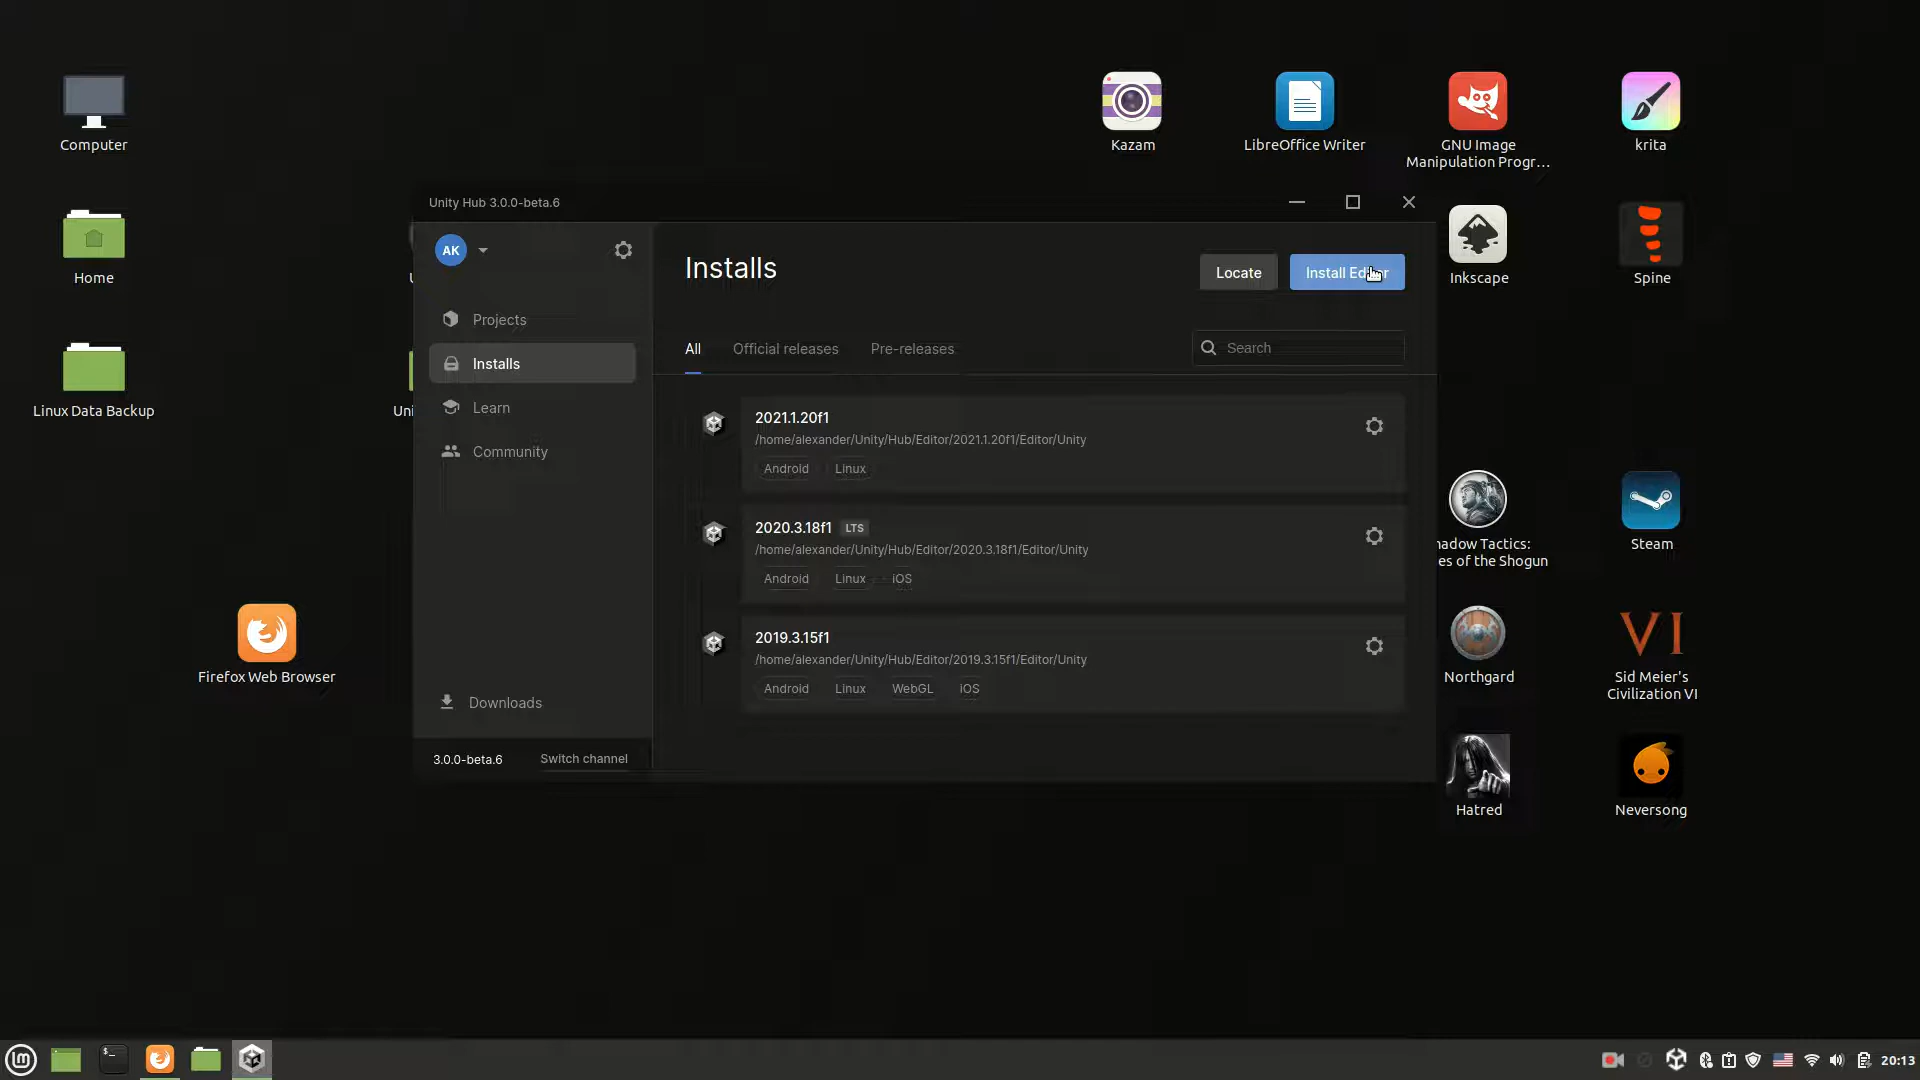 Computer
Home
Linux Data Backup
Firefox Web Browser
Kazam
LibreOffice Writer
GNU Image
Manipulation Progr...
krita
Inkscape
Spine
Steam
es of the Shogun
Northgard
Sid Meier's
Civilization VI
Hatred
Neversong
Unity Hub 3.0.0-beta.6
AK
Projects
Installs
Learn
Community
Downloads
3.0.0-beta.6
Switch channel
Installs
Locate
All
Official releases
Pre-releases
Search
2021.1.20f1
/home/alexander/Unity/Hub/Editor/2021.1.20f1/Editor/Unity
Android
Linux
2020.3.18f1 LTS
/home/alexander/Unity/Hub/Editor/2020.3.18f1/Editor/Unity
Android
Linux
iOS
2019.3.15f1
/home/alexander/Unity/Hub/Editor/2019.3.15f1/Editor/Unity
Android
Linux
WebGL
iOS
Install Editor
Uni
hadow Tactics:
VI
lm
$_
20:13